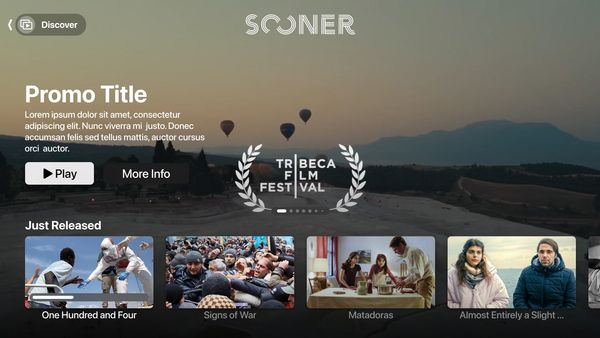 Discover
SOONER
Promo Title
Lorem ipsum dolor sit amet, consectetur
adipiscing elit. Nunc viverra mi justo. Donec
accumsan felis sed tellus mattis, auctor cursus
orci auctor.
Play
More Info
TRIBECA
FILM
FESTIVAL
Just Released
One Hundred and Four
Signs of War
Matadoras
Almost Entirely a Slight ...